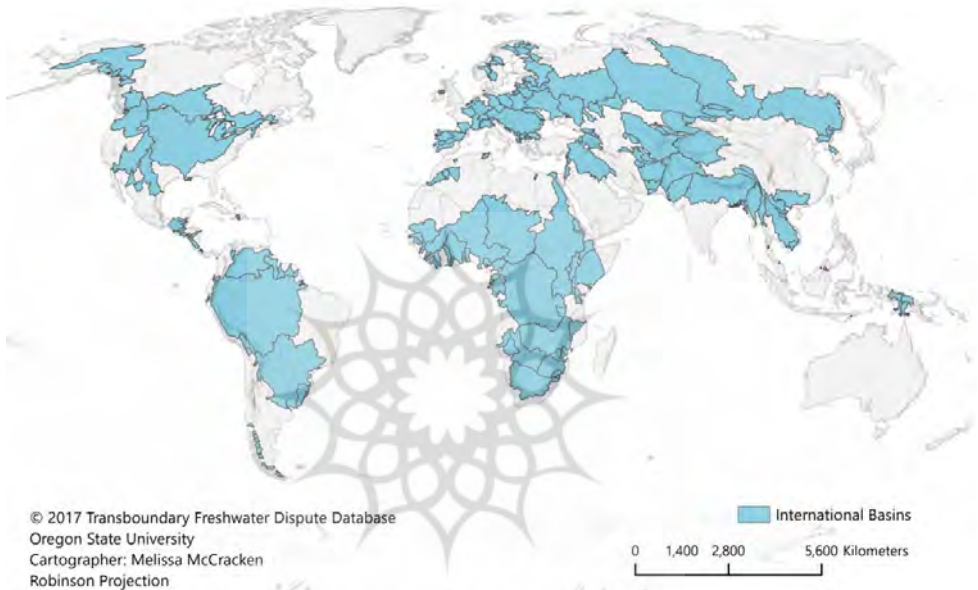 © 2017 Transboundary Freshwater Dispute Database
Oregon State University
Cartographer: Melissa McCracken
Robinson Projection
International Basins
0 1,400 2,800 5,600 Kilometers